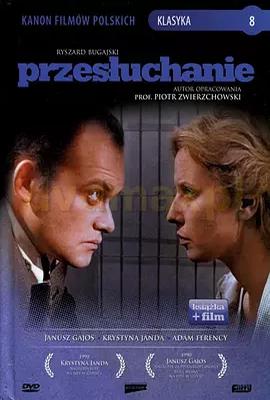 KANON FILMÓW POLSKICH KLASYKA 8
RYSZARD BUGAJSKI
przesłuchanie
AUTOR OPRACOWANIA
PROF. PIOTR ZWIERZCHOWSKI
książka
+film
JANUSZ GAJOS • KRYSTYNA JANDA • ADAM FERENCY
1990
KRYSTYNA JANDA
1990
JANUSZ GAJOS
DVD